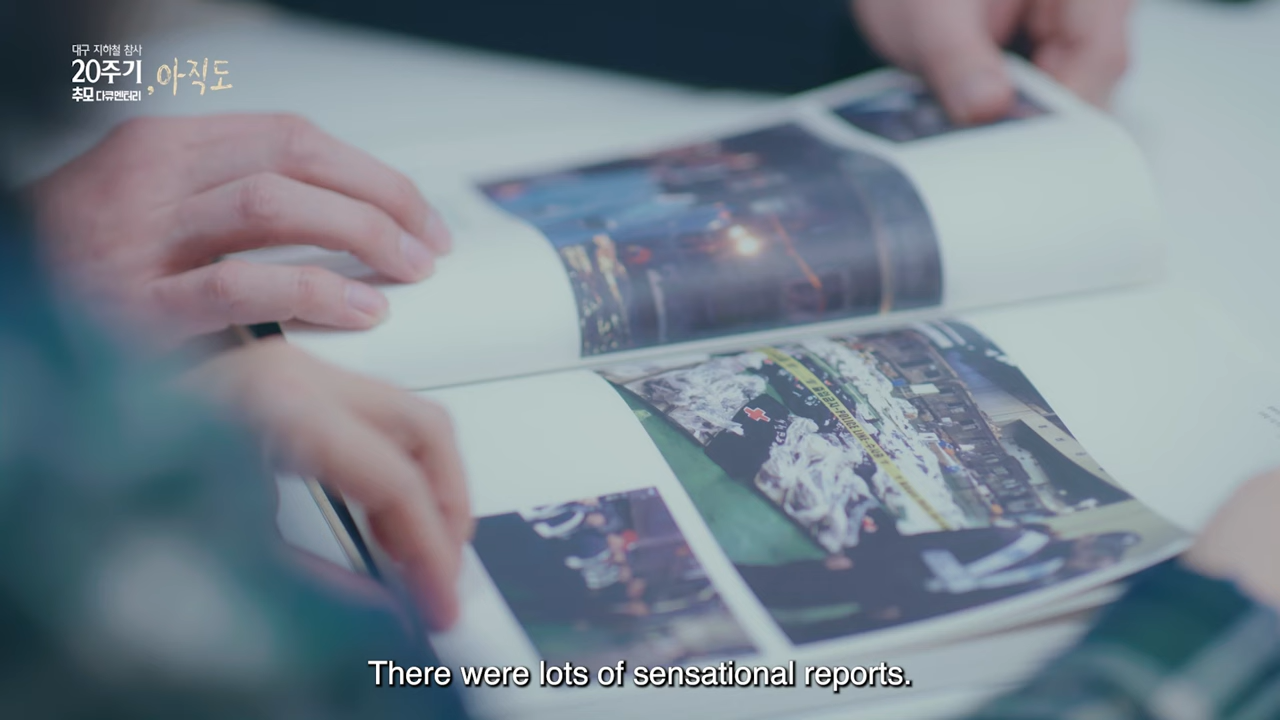 대구 지하철 참사
20주기
추모 다큐멘터리
,아직도
There were lots of sensational reports.